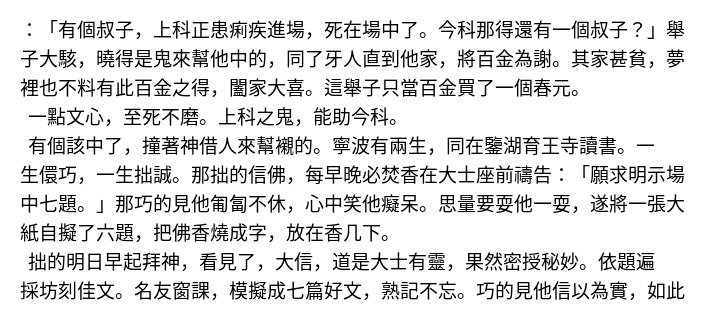 ：「有個叔子，上科正患痢疾進場，死在場中了。今科那得還有一個叔子？」舉
子大駭，曉得是鬼來幫他中的，同了牙人直到他家，將百金為謝。其家甚貧，夢
裡也不料有此百金之得，闔家大喜。這舉子只當百金買了一個春元。
一點文心，至死不磨。上科之鬼，能助今科。
有個該中了，撞著神借人來幫襯的。寧波有兩生，同在鑒湖育王寺讀書。一
生儇巧，一生拙誠。那拙的信佛，每早晚必焚香在大士座前禱告：「願求明示場
中七題。」那巧的見他匍匐不休，心中笑他癡呆。思量要耍他一耍，遂將一張大
紙自擬了六題，把佛香燒成字，放在香几下。
拙的明日早起拜神，看見了，大信，道是大士有靈，果然密授秘妙。依題遍
採坊刻佳文。名友窗課，模擬成七篇好文，熟記不忘。巧的見他信以為實，如此